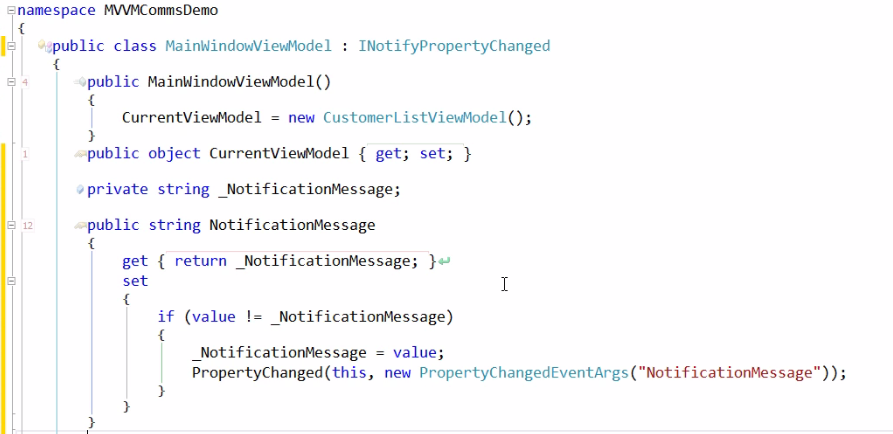 namespace MVVMCommsDemo
{
public class MainWindowViewModel : INotifyPropertyChanged
{
4 public MainWindowViewModel()
{
CurrentViewModel = new CustomerListViewModel();
}
1 public object CurrentViewModel { get; set; }
private string _NotificationMessage;
12 public string NotificationMessage
{
get { return _NotificationMessage; }
set
{
if (value != _NotificationMessage)
{
_NotificationMessage = value;
PropertyChanged(this, new PropertyChangedEventArgs("NotificationMessage"));
}
}
}